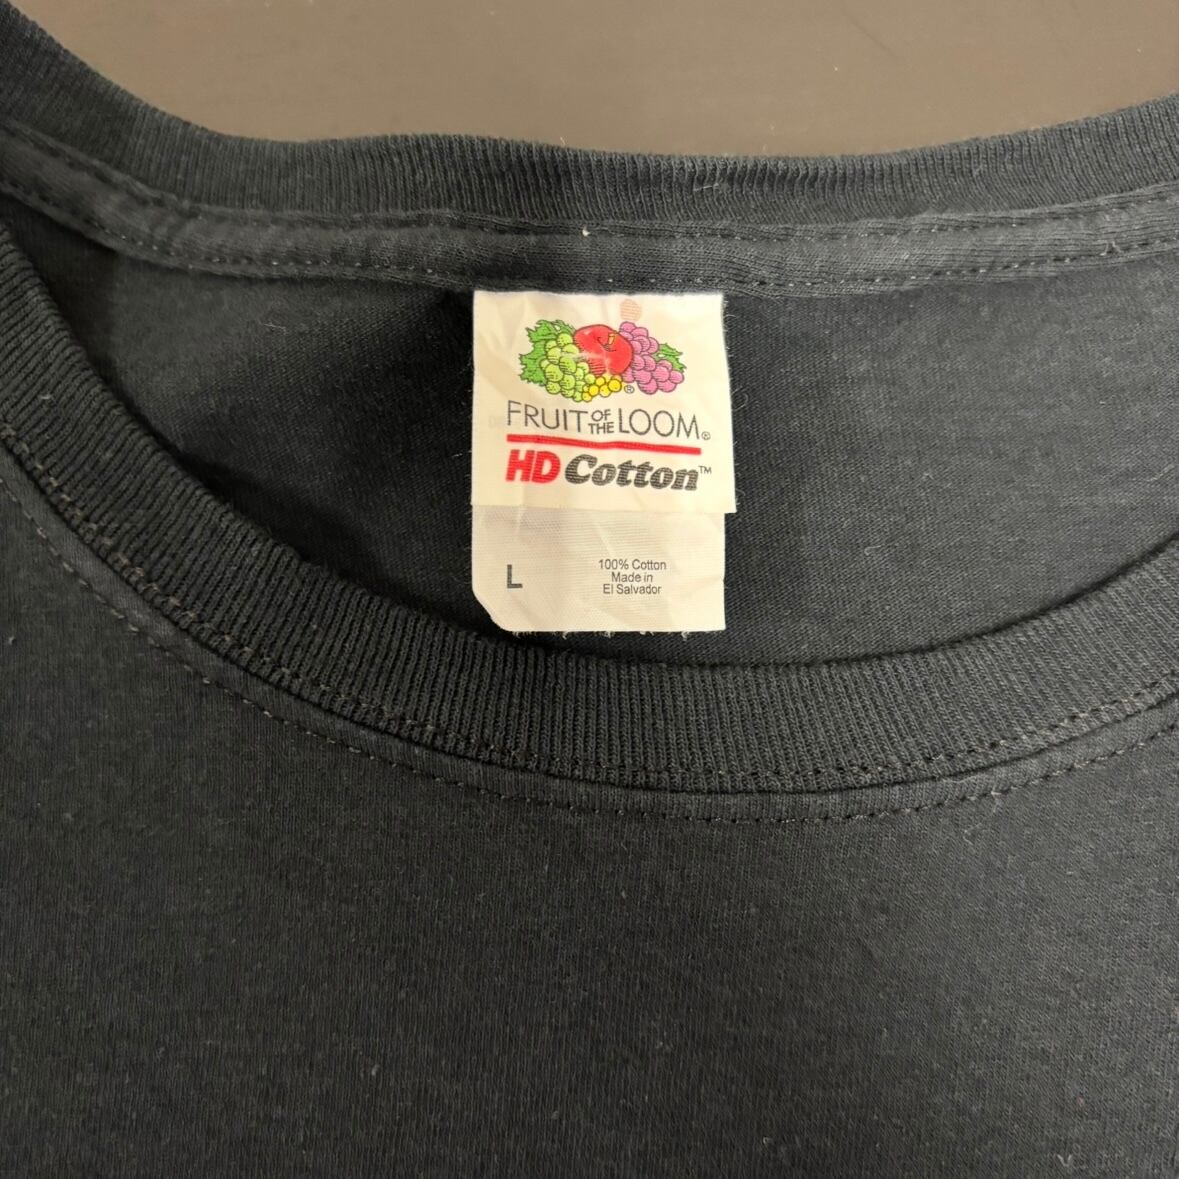 FRUIT OF THE LOOM®
HD Cotton™
L
100% Cotton
Made in
El Salvador